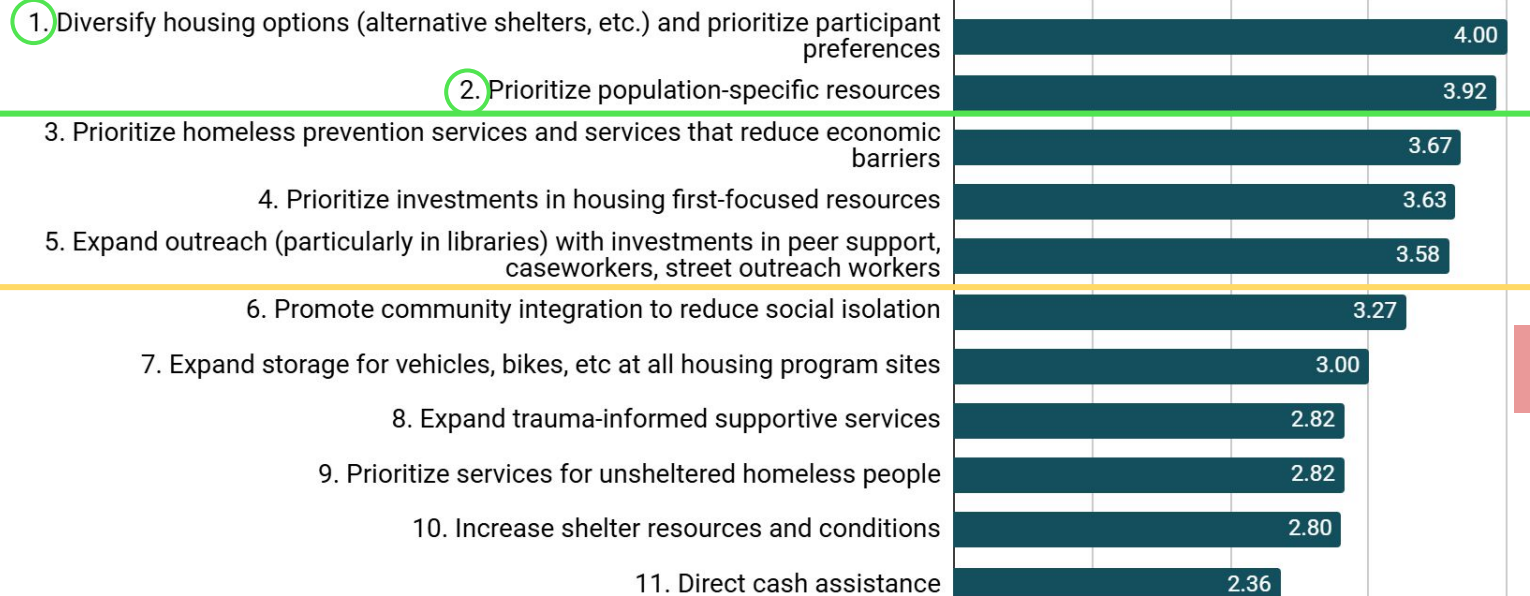 1. Diversify housing options (alternative shelters, etc.) and prioritize participant
preferences
4.00
2. Prioritize population-specific resources
3.92
3. Prioritize homeless prevention services and services that reduce economic
barriers
3.67
4. Prioritize investments in housing first-focused resources
3.63
5. Expand outreach (particularly in libraries) with investments in peer support,
caseworkers, street outreach workers
3.58
6. Promote community integration to reduce social isolation
3.27
7. Expand storage for vehicles, bikes, etc at all housing program sites
3.00
8. Expand trauma-informed supportive services
2.82
9. Prioritize services for unsheltered homeless people
2.82
10. Increase shelter resources and conditions
2.80
11. Direct cash assistance
2.36